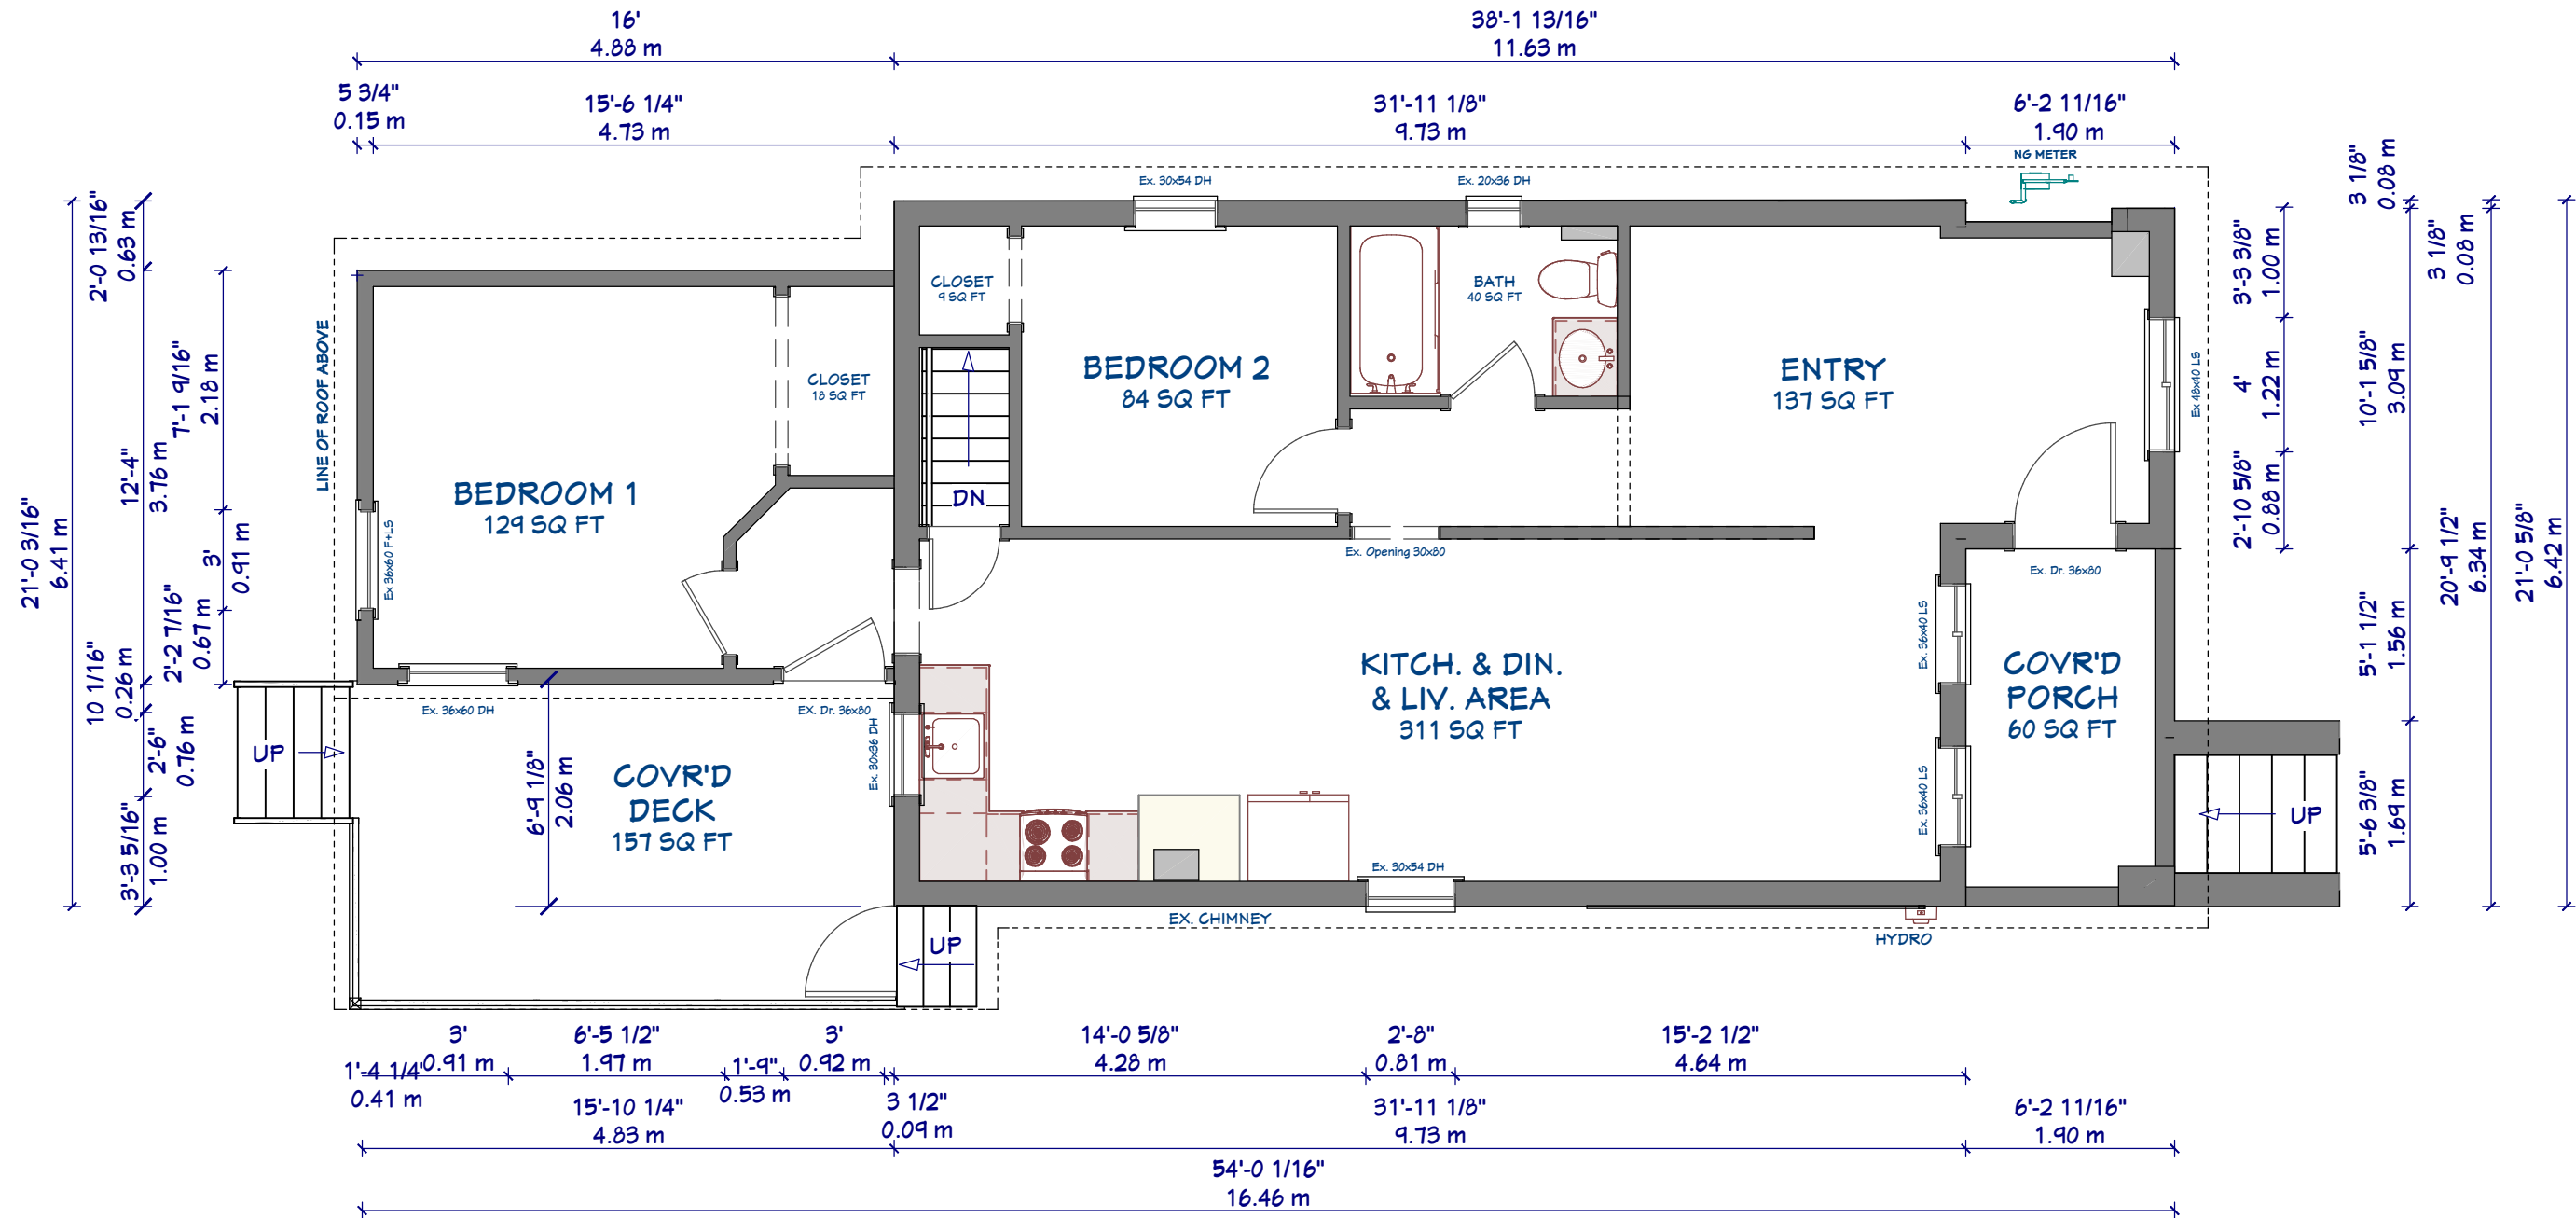 16'
4.88 m
38'-1 13/16"
11.63 m
5 3/4"
0.15 m
15'-6 1/4"
4.73 m
31'-11 1/8"
9.73 m
6'-2 11/16"
1.90 m
NG METER
Ex. 30x54 DH
Ex. 20x36 DH
21'-0 3/16"
6.41 m
2'-0 13/16"
0.63 m
12'-4"
3.76 m
10 1/16"
0.26 m
2'-6"
0.76 m
3'-3 5/16"
1.00 m
7'-1 9/16"
2.18 m
3'
0.91 m
2'-2 7/16"
0.67 m
LINE OF ROOF ABOVE
Ex 36x60 F+LS
BEDROOM 1
129 SQ FT
CLOSET
18 SQ FT
CLOSET
9 SQ FT
DN
BEDROOM 2
84 SQ FT
BATH
40 SQ FT
ENTRY
137 SQ FT
Ex 48x40 LS
Ex. Opening 30x80
Ex. Dr. 36x80
KITCH. & DIN.
& LIV. AREA
311 SQ FT
Ex. 36x40 LS
Ex. 36x40 LS
COVR'D
PORCH
60 SQ FT
UP
UP
Ex. 36x60 DH
EX. Dr. 36x80
Ex. 30x36 DH
6'-9 1/8"
2.06 m
COVR'D
DECK
157 SQ FT
UP
Ex. 30x54 DH
EX. CHIMNEY
HYDRO
3'-3 3/8"
1.00 m
4'
1.22 m
2'-10 5/8"
0.88 m
3 1/8"
0.08 m
10'-1 5/8"
3.09 m
5'-1 1/2"
1.56 m
5'-6 3/8"
1.69 m
3 1/8"
0.08 m
20'-9 1/2"
6.34 m
21'-0 5/8"
6.42 m
1'-4 1/4"
0.41 m
3'
0.91 m
6'-5 1/2"
1.97 m
1'-9"
0.53 m
3'
0.92 m
3 1/2"
0.09 m
14'-0 5/8"
4.28 m
2'-8"
0.81 m
15'-2 1/2"
4.64 m
15'-10 1/4"
4.83 m
31'-11 1/8"
9.73 m
6'-2 11/16"
1.90 m
54'-0 1/16"
16.46 m